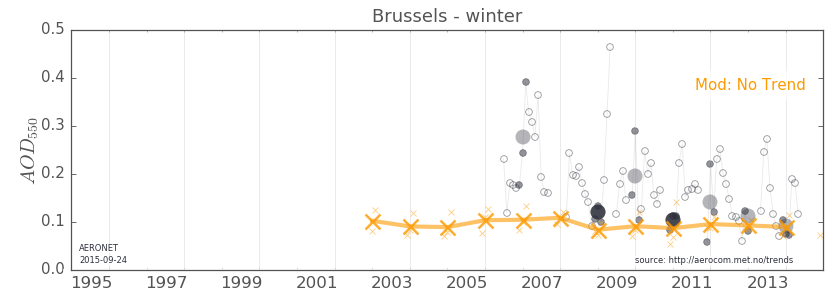 Brussels - winter
0.5
0.4
0.3
0.2
0.1
0.0
AOD550
Mod: No Trend
AERONET
2015-09-24
source: http://aerocom.met.no/trends
1995 1997 1999 2001 2003 2005 2007 2009 2011 2013